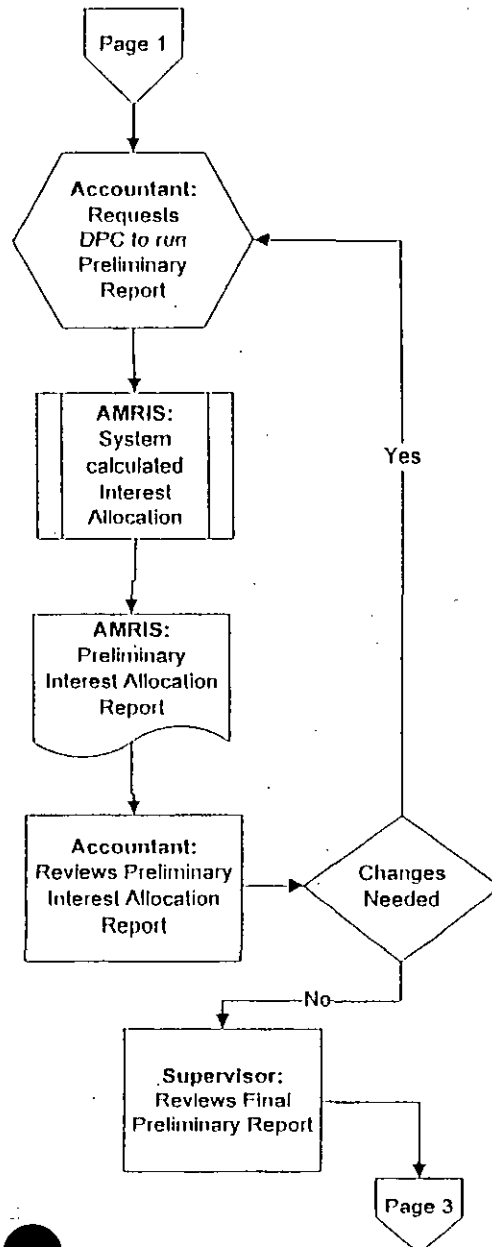 Page 1
Accountant:
Requests
DPC to run
Preliminary
Report
AMRIS:
System
calculated
Interest
Allocation
AMRIS:
Preliminary
Interest Allocation
Report
Accountant:
Reviews Preliminary
Interest Allocation
Report
Changes
Needed
Yes
No
Supervisor:
Reviews Final
Preliminary Report
Page 3